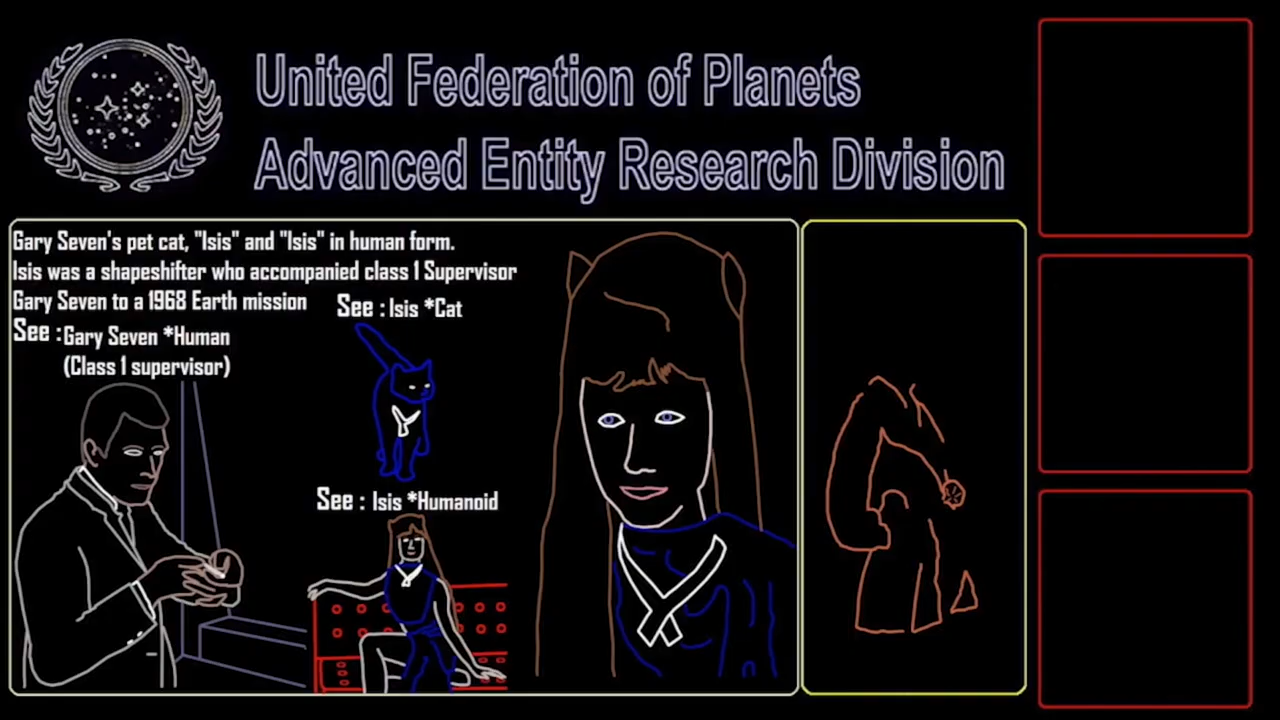 United Federation of Planets
Advanced Entity Research Division
Gary Seven's pet cat, "Isis" and "Isis" in human form.
Isis was a shapeshifter who accompanied class 1 Supervisor
Gary Seven to a 1968 Earth mission
See : Isis *Cat
See : Gary Seven *Human
(Class 1 supervisor)
See : Isis *Humanoid